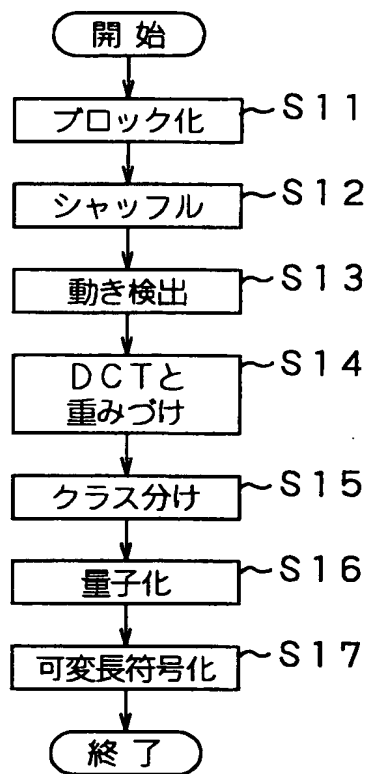 開始
ブロック化
S11
シャッフル
S12
動き検出
S13
DCTと
重みづけ
S14
クラス分け
S15
量子化
S16
可変長符号化
S17
終了